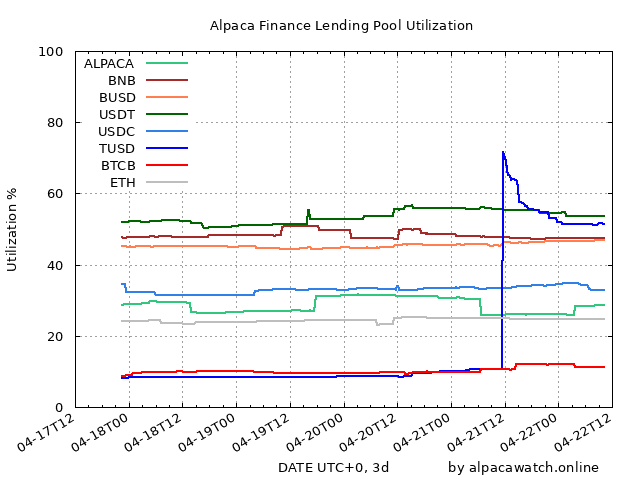 Alpaca Finance Lending Pool Utilization
100
80
60
40
20
0
Utilization %
ALPACA
BNB
BUSD
USDT
USDC
TUSD
BTCB
ETH
04-17T12
04-18T00
04-18T12
04-19T00
04-19T12
04-20T00
04-20T12
04-21T00
04-21T12
04-22T00
04-22T12
DATE UTC+0, 3d
by alpacawatch.online